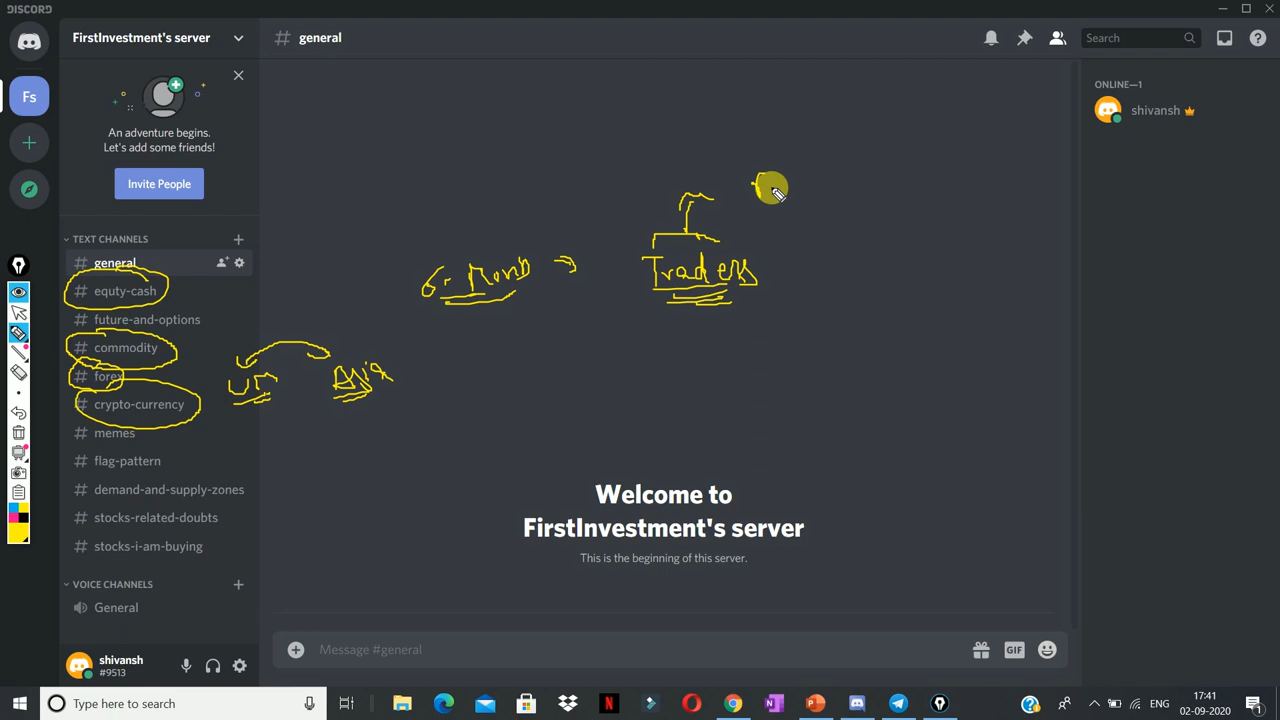 DISCORD
FirstInvestment's server
# general
Search
Fs
An adventure begins.
Let's add some friends!
Invite People
ONLINE—1
shivansh
TEXT CHANNELS
# general
# equty-cash
# future-and-options
# commodity
# forex
# crypto-currency
# memes
# flag-pattern
# demand-and-supply-zones
# stocks-related-doubts
# stocks-i-am-buying
VOICE CHANNELS
General
Traders
Welcome to
FirstInvestment's server
This is the beginning of this server.
shivansh
#9513
Message #general
GIF
Type here to search
ENG
17:41
02-09-2020